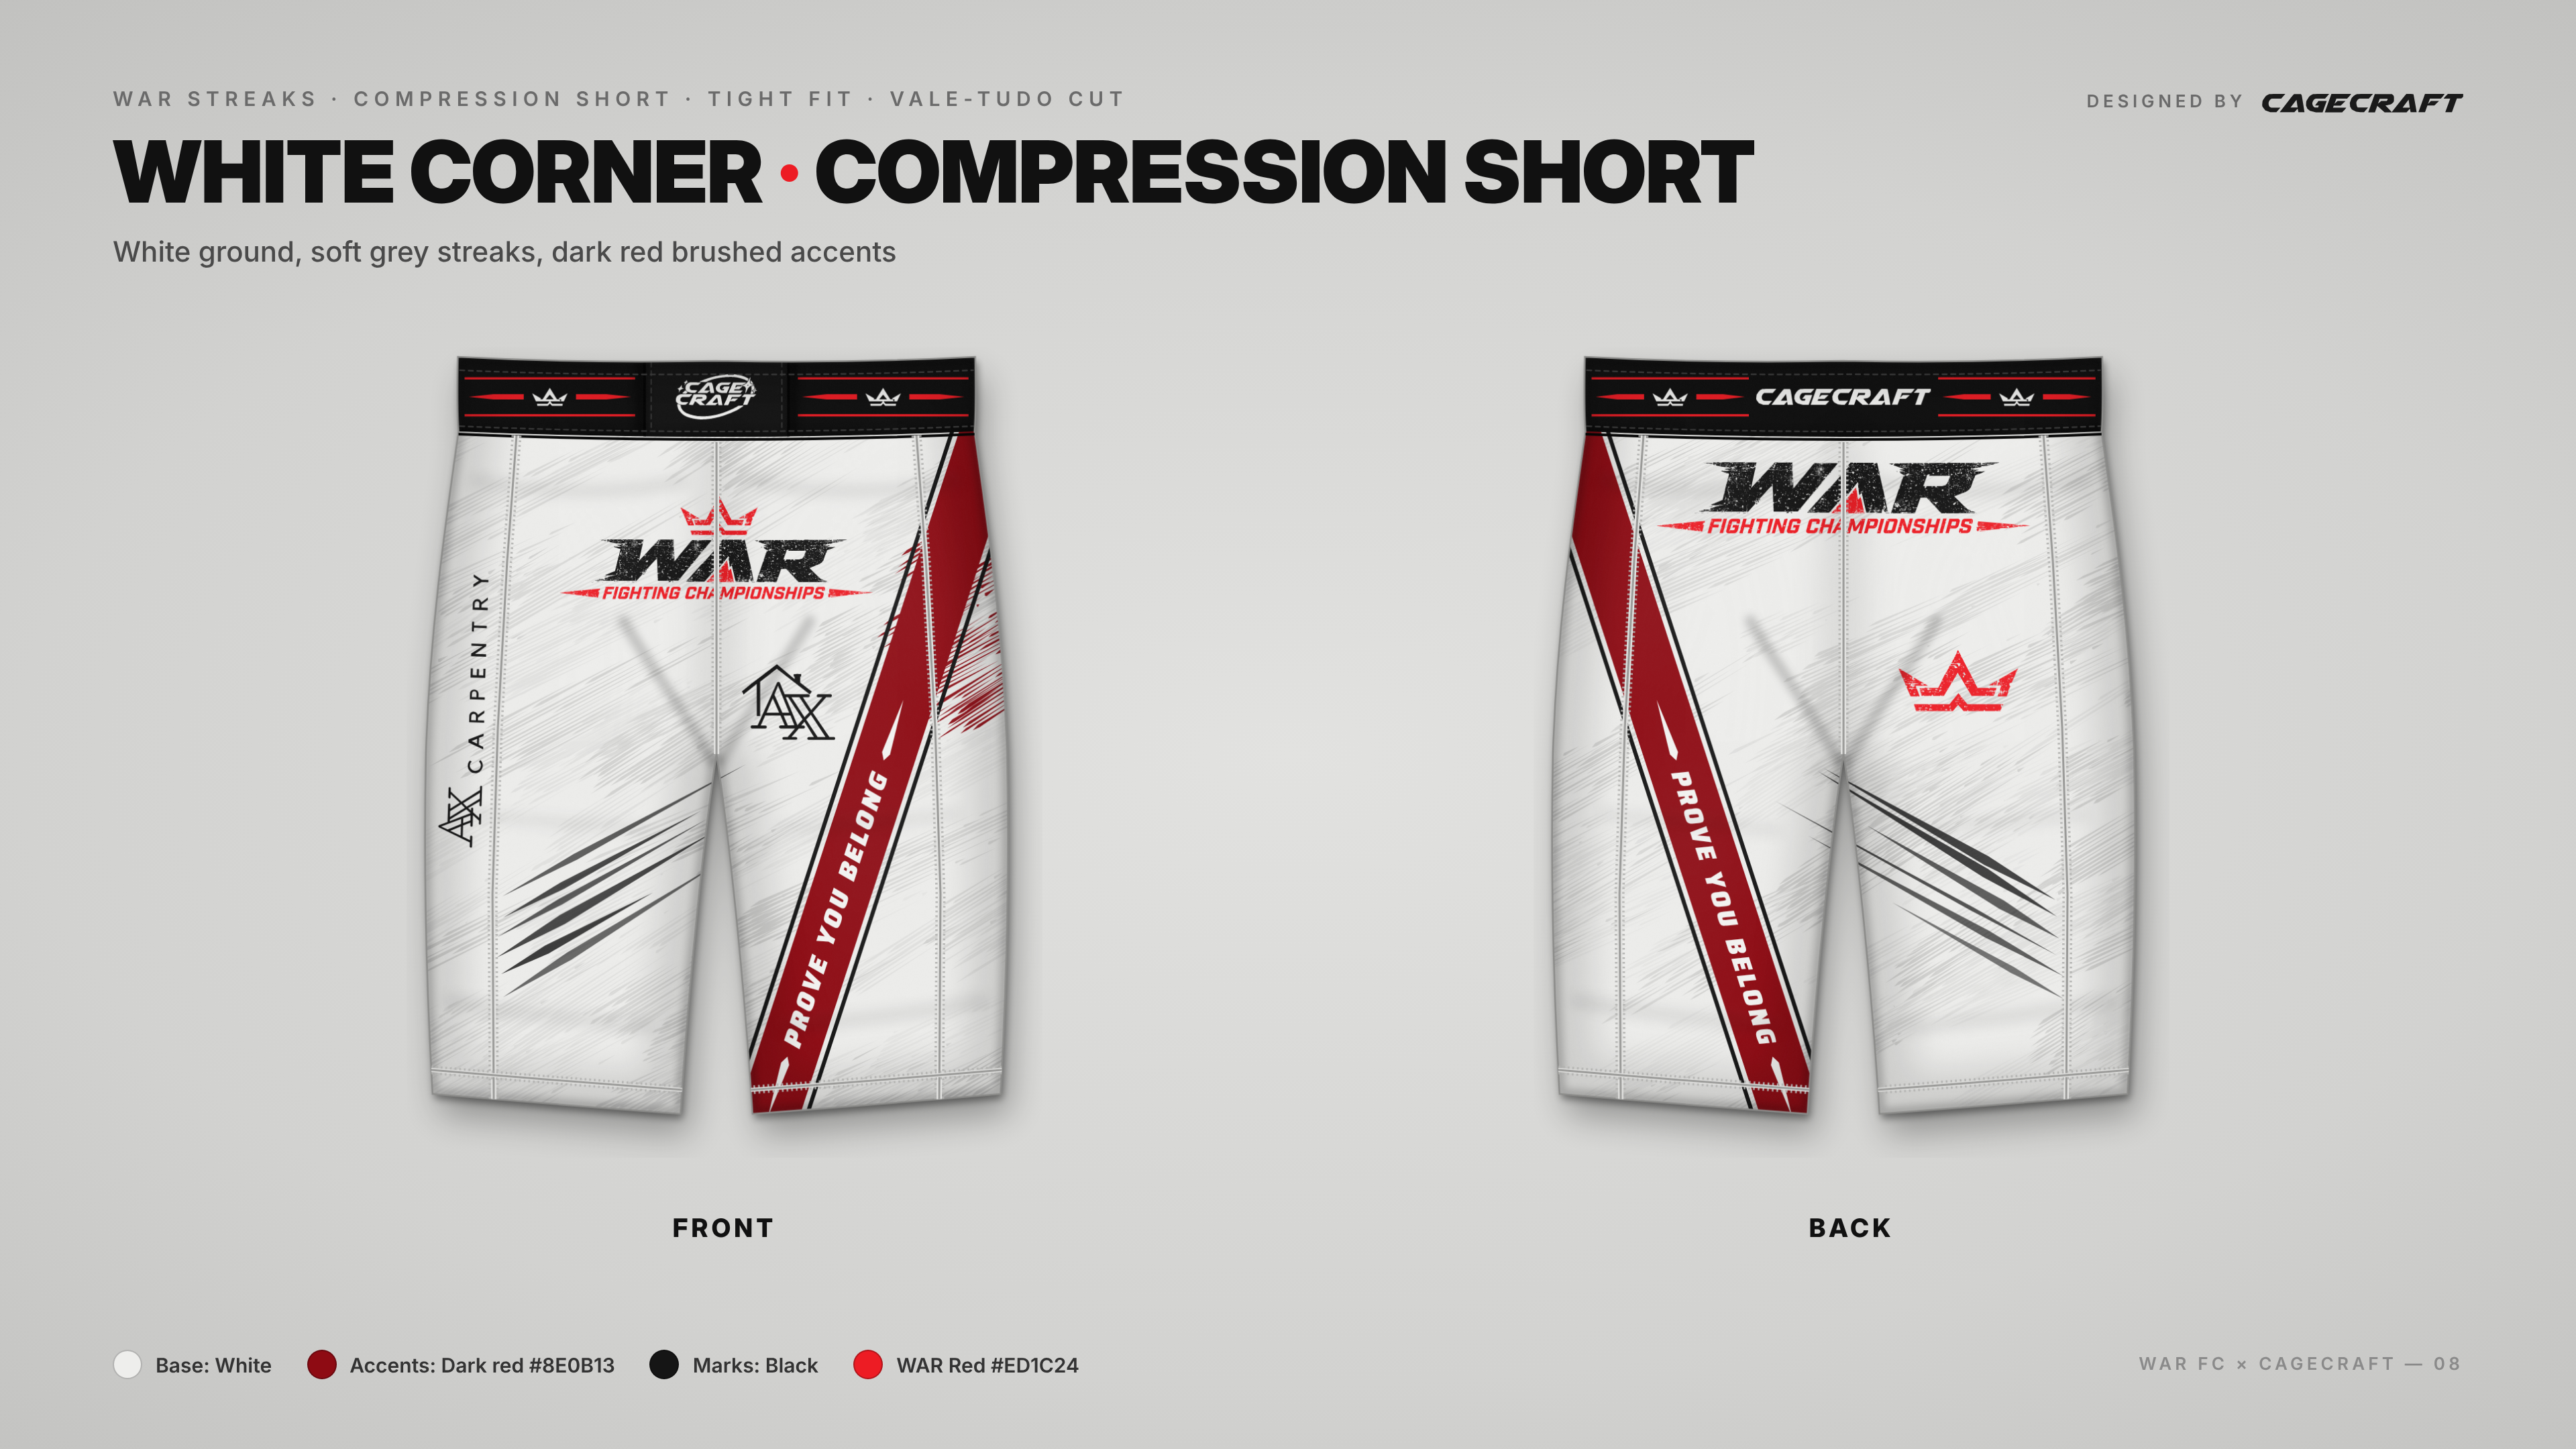 WAR STREAKS · COMPRESSION SHORT · TIGHT FIT · VALE-TUDO CUT
DESIGNED BY CAGECRAFT
WHITE CORNER · COMPRESSION SHORT
White ground, soft grey streaks, dark red brushed accents
CAGE
CRAFT
WAR
FIGHTING CHAMPIONSHIPS
AX CARPENTRY
AX
PROVE YOU BELONG
CAGECRAFT
WAR
FIGHTING CHAMPIONSHIPS
PROVE YOU BELONG
FRONT
BACK
Base: White
Accents: Dark red #8E0B13
Marks: Black
WAR Red #ED1C24
WAR FC × CAGECRAFT — 08